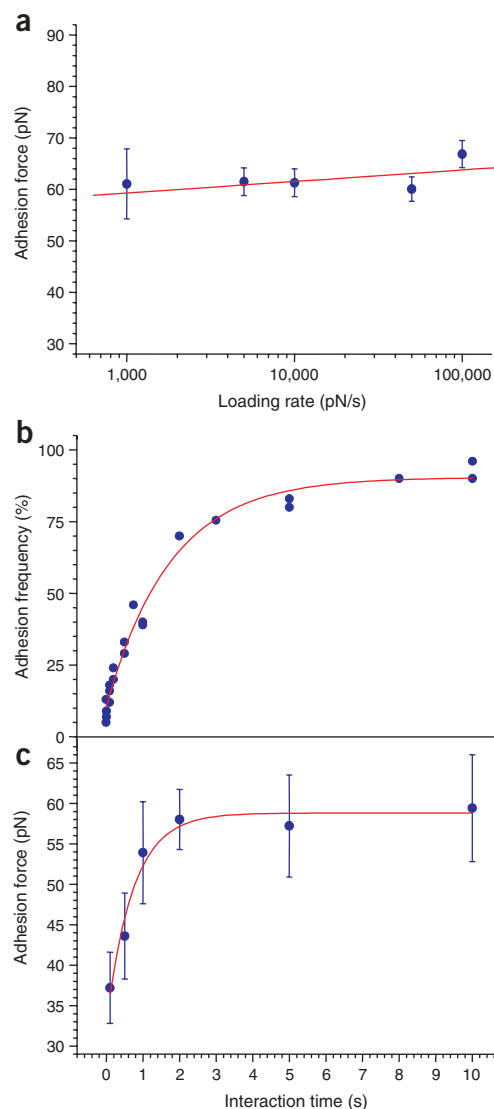 a
90
80
70
60
50
40
30
Adhesion force (pN)
1,000 10,000 100,000
Loading rate (pN/s)
b
100
75
50
25
0
Adhesion frequency (%)
c
65
60
55
50
45
40
35
30
Adhesion force (pN)
0 1 2 3 4 5 6 7 8 9 10
Interaction time (s)